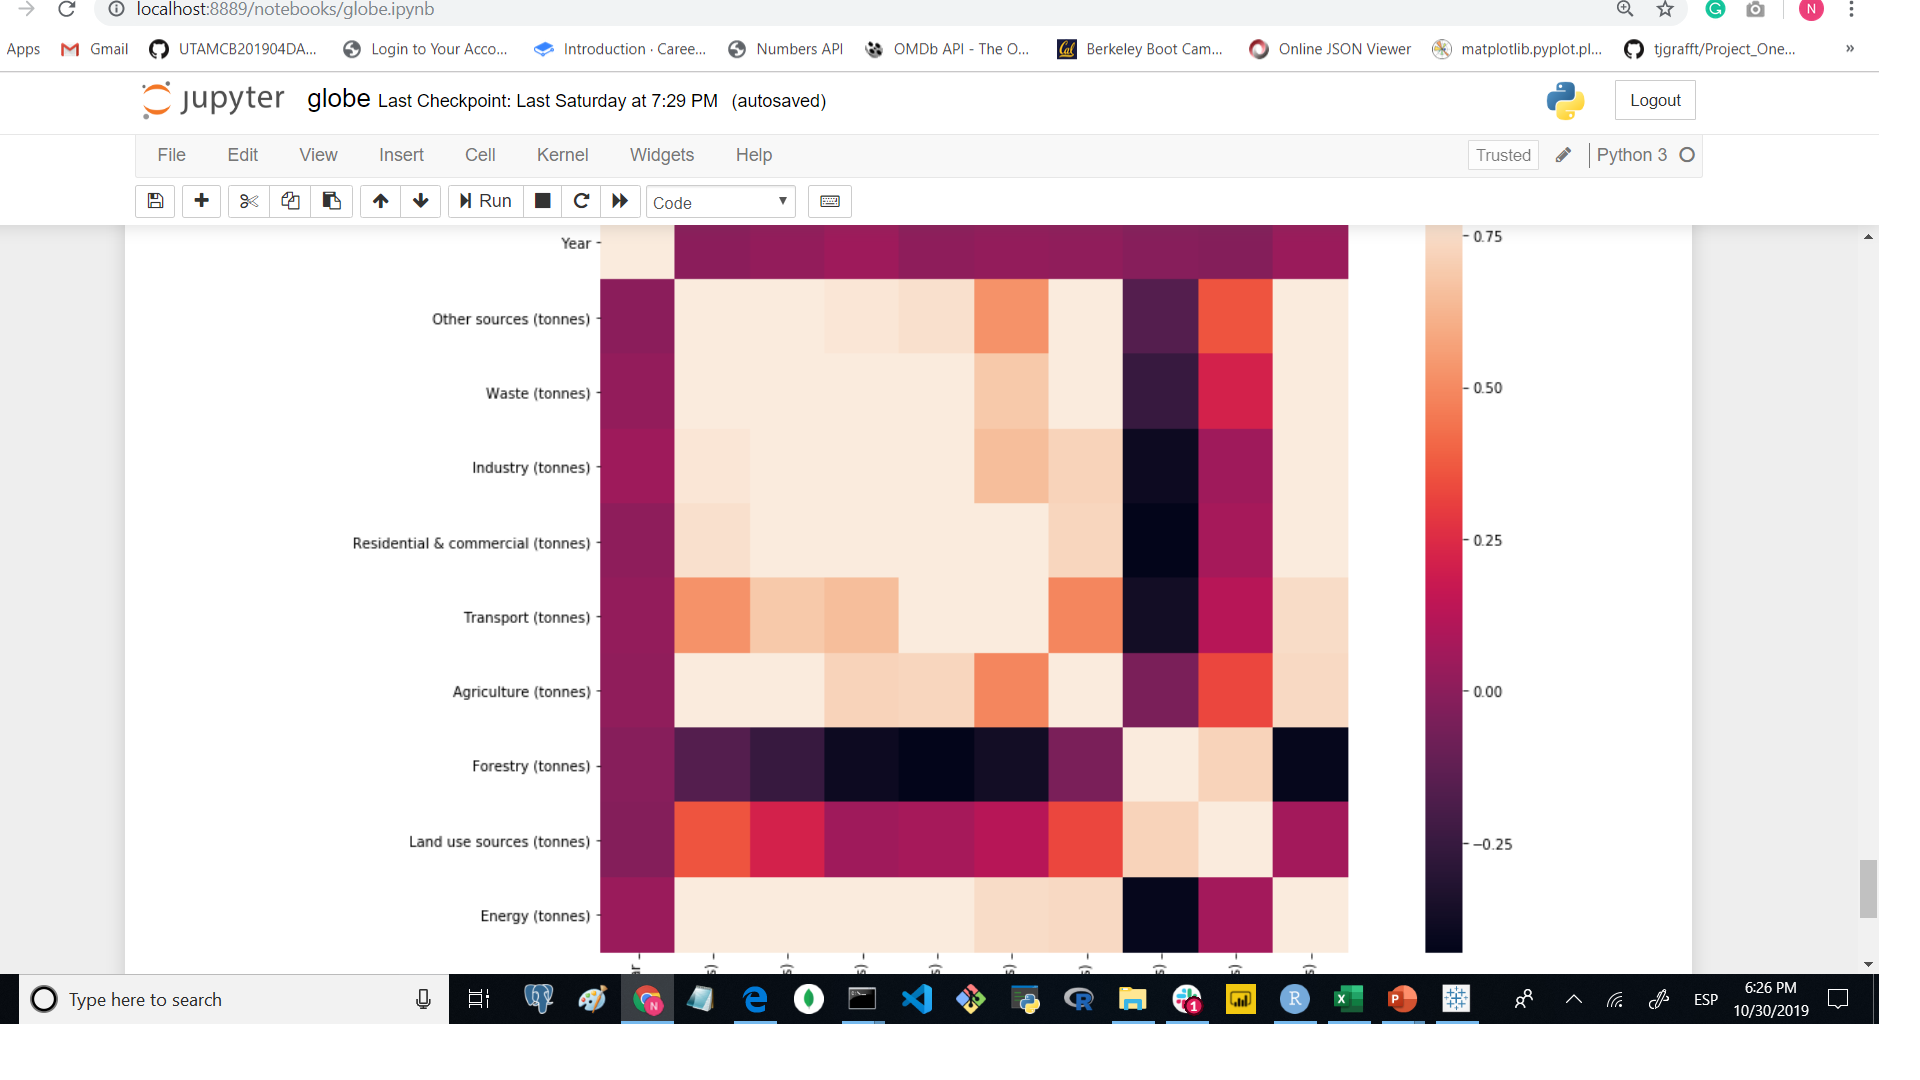 localhost:8889/notebooks/globe.ipynb
N
Apps Gmail UTAMCB201904DA... Login to Your Acco... Introduction · Caree... Numbers API OMDb API - The O... Cal Berkeley Boot Cam... Online JSON Viewer matplotlib.pyplot.pl... tjgrafft/Project_One... »
jupyter globe Last Checkpoint: Last Saturday at 7:29 PM (autosaved) Logout
File Edit View Insert Cell Kernel Widgets Help Trusted Python 3
Run Code
Year 0.75
Other sources (tonnes)
Waste (tonnes) 0.50
Industry (tonnes)
Residential & commercial (tonnes) 0.25
Transport (tonnes)
Agriculture (tonnes) 0.00
Forestry (tonnes)
Land use sources (tonnes) −0.25
Energy (tonnes)
Type here to search ESP 6:26 PM
10/30/2019